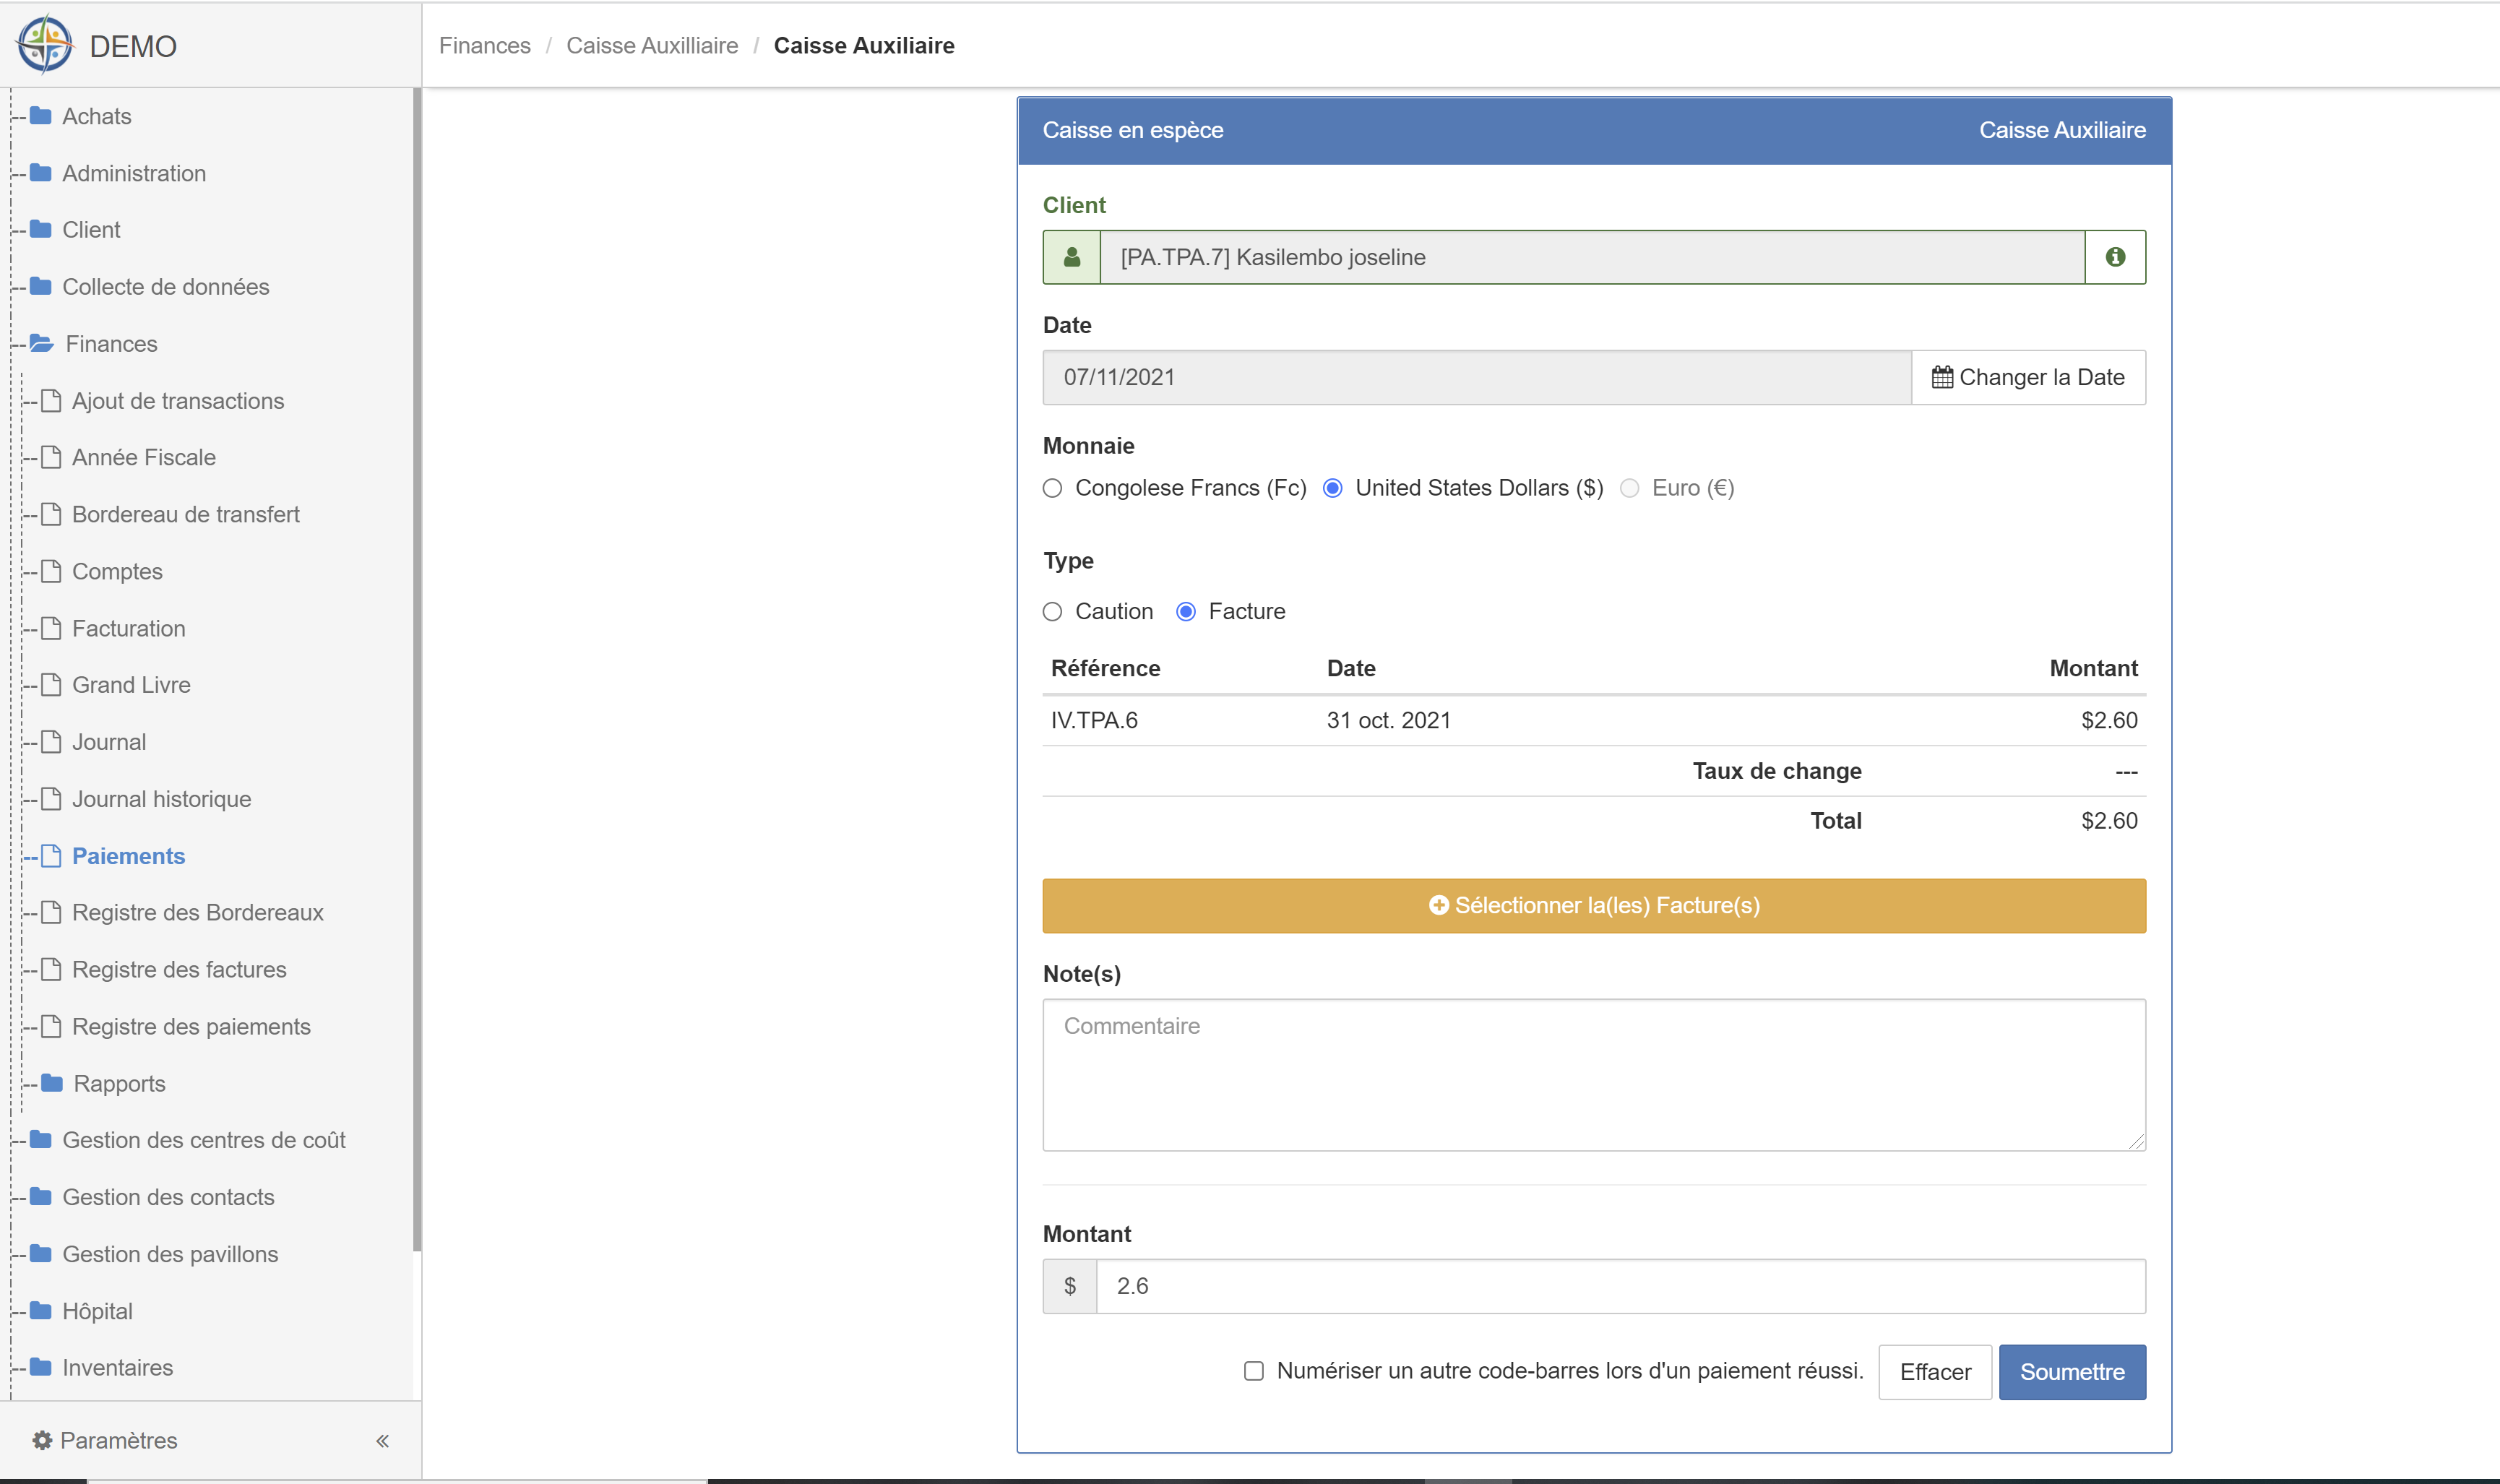 DEMO
Finances / Caisse Auxilliaire / Caisse Auxiliaire
Achats
Administration
Client
Collecte de données
Finances
Ajout de transactions
Année Fiscale
Bordereau de transfert
Comptes
Facturation
Grand Livre
Journal
Journal historique
Paiements
Registre des Bordereaux
Registre des factures
Registre des paiements
Rapports
Gestion des centres de coût
Gestion des contacts
Gestion des pavillons
Hôpital
Inventaires
Paramètres «
Caisse en espèce Caisse Auxiliaire
Client
[PA.TPA.7] Kasilembo joseline
Date
07/11/2021 Changer la Date
Monnaie
Congolese Francs (Fc) United States Dollars ($) Euro (€)
Type
Caution Facture
Référence Date Montant
IV.TPA.6 31 oct. 2021 $2.60
Taux de change ---
Total $2.60
Sélectionner la(les) Facture(s)
Note(s)
Commentaire
Montant
$ 2.6
Numériser un autre code-barres lors d'un paiement réussi. Effacer Soumettre